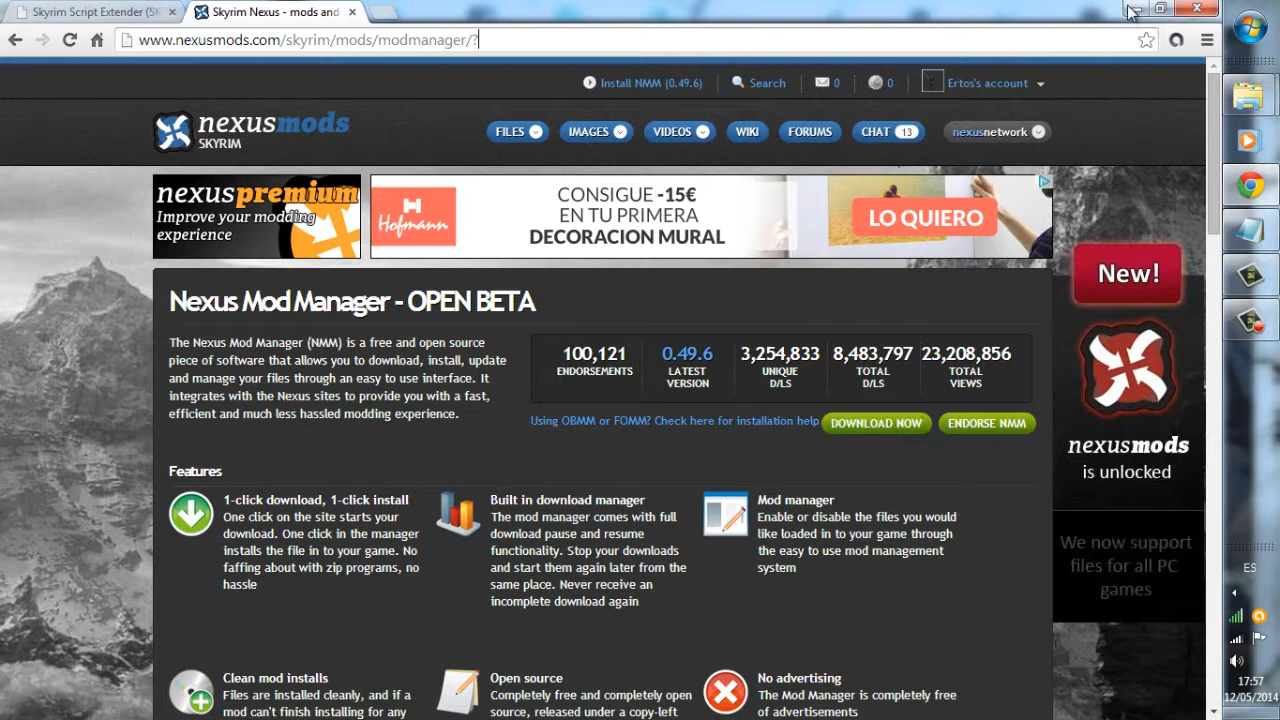 Skyrim Script Extender (SK
Skyrim Nexus - mods and
www.nexusmods.com/skyrim/mods/modmanager/?
Install NMM (0.49.6)
Search
0
0
Ertos's account
nexusmods
SKYRIM
FILES
IMAGES
VIDEOS
WIKI
FORUMS
CHAT 13
nexusnetwork
nexuspremium
Improve your modding
experience
Hofmann
CONSIGUE -15€
EN TU PRIMERA
DECORACION MURAL
LO QUIERO
New!
nexusmods
is unlocked
We now support
files for all PC
games
Nexus Mod Manager - OPEN BETA
The Nexus Mod Manager (NMM) is a free and open source
piece of software that allows you to download, install, update
and manage your files through an easy to use interface. It
integrates with the Nexus sites to provide you with a fast,
efficient and much less hassled modding experience.
100,121
ENDORSEMENTS
0.49.6
LATEST
VERSION
3,254,833
UNIQUE
D/LS
8,483,797
TOTAL
D/LS
23,208,856
TOTAL
VIEWS
Using OBMM or FOMM? Check here for installation help
DOWNLOAD NOW
ENDORSE NMM
Features
1-click download, 1-click install
One click on the site starts your
download. One click in the manager
installs the file in to your game. No
faffing about with zip programs, no
hassle
Built in download manager
The mod manager comes with full
download pause and resume
functionality. Stop your downloads
and start them again later from the
same place. Never receive an
incomplete download again
Mod manager
Enable or disable the files you would
like loaded in to your game through
the easy to use mod management
system
Clean mod installs
Files are installed cleanly, and if a
mod can't finish installing for any
Open source
Completely free and completely open
source, released under a copy-left
No advertising
The Mod Manager is completely free
of advertisements
ES
17:57
12/05/2014